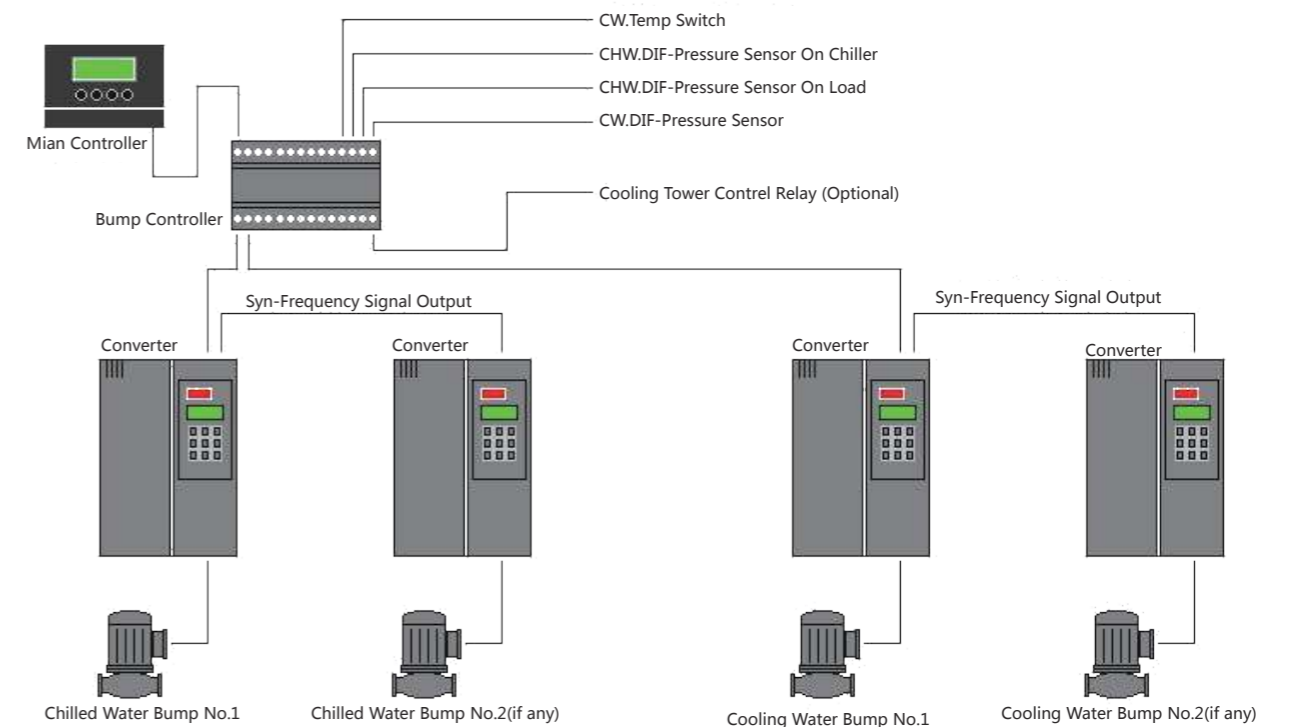 CW.Temp Switch
CHW.DIF-Pressure Sensor On Chiller
CHW.DIF-Pressure Sensor On Load
CW.DIF-Pressure Sensor
Mian Controller
Cooling Tower Contrel Relay (Optional)
Bump Controller
Syn-Frequency Signal Output
Syn-Frequency Signal Output
Converter
Converter
Converter
Converter
Chilled Water Bump No.1
Chilled Water Bump No.2(if any)
Cooling Water Bump No.1
Cooling Water Bump No.2(if any)